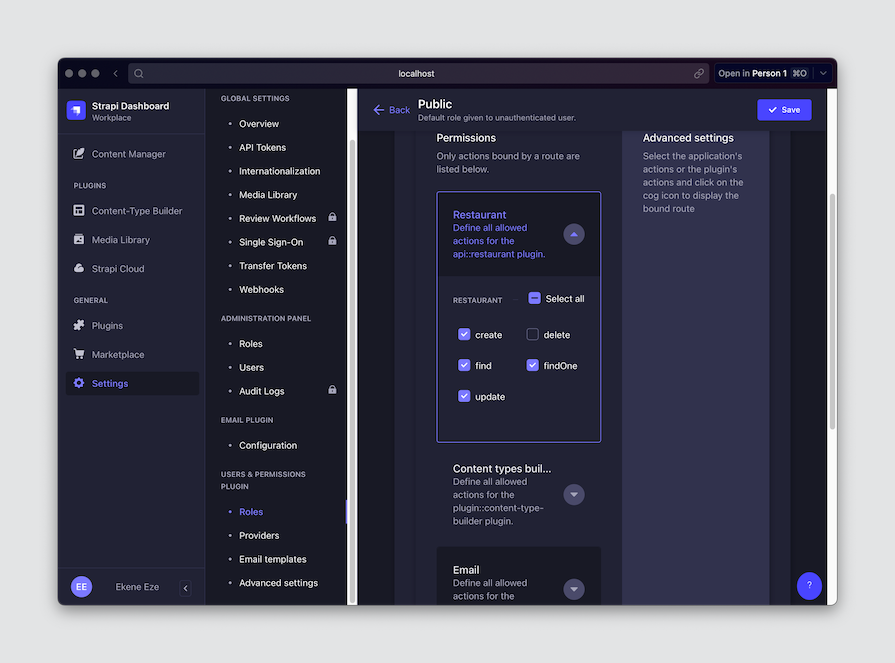 localhost
Open in Person 1 ⌘O
Strapi Dashboard
Workplace
Content Manager
PLUGINS
Content-Type Builder
Media Library
Strapi Cloud
GENERAL
Plugins
Marketplace
Settings
EE
Ekene Eze
GLOBAL SETTINGS
Overview
API Tokens
Internationalization
Media Library
Review Workflows
Single Sign-On
Transfer Tokens
Webhooks
ADMINISTRATION PANEL
Roles
Users
Audit Logs
EMAIL PLUGIN
Configuration
USERS & PERMISSIONS
PLUGIN
Roles
Providers
Email templates
Advanced settings
Back
Public
Default role given to unauthenticated user.
Save
Permissions
Only actions bound by a route are
listed below.
Restaurant
Define all allowed
actions for the
api::restaurant plugin.
RESTAURANT
Select all
create
delete
find
findOne
update
Content types buil...
Define all allowed
actions for the
plugin::content-type-
builder plugin.
Email
Define all allowed
actions for the
Advanced settings
Select the application's
actions or the plugin's
actions and click on the
cog icon to display the
bound route
?